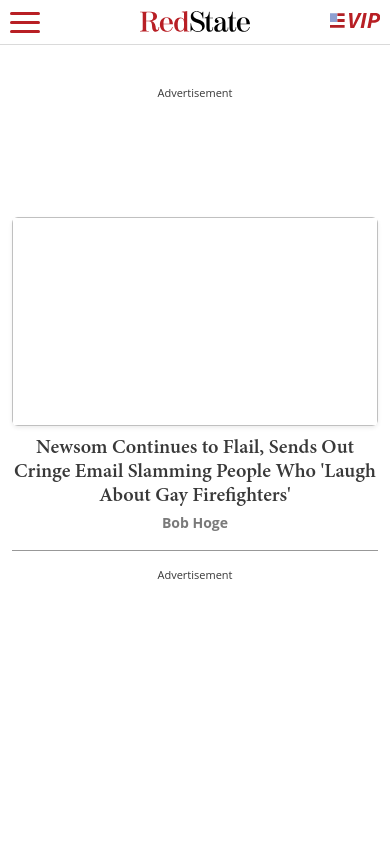 RedState
VIP
Advertisement
Newsom Continues to Flail, Sends Out
Cringe Email Slamming People Who 'Laugh
About Gay Firefighters'
Bob Hoge
Advertisement